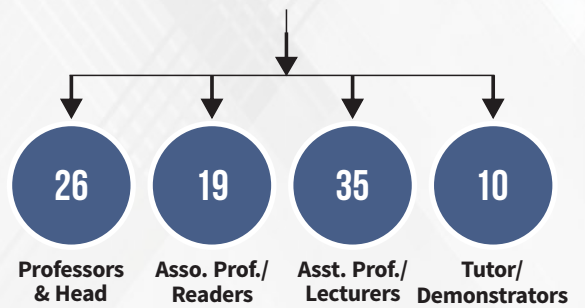 26
19
35
10
Professors
& Head
Asso. Prof./
Readers
Asst. Prof./
Lecturers
Tutor/
Demonstrators